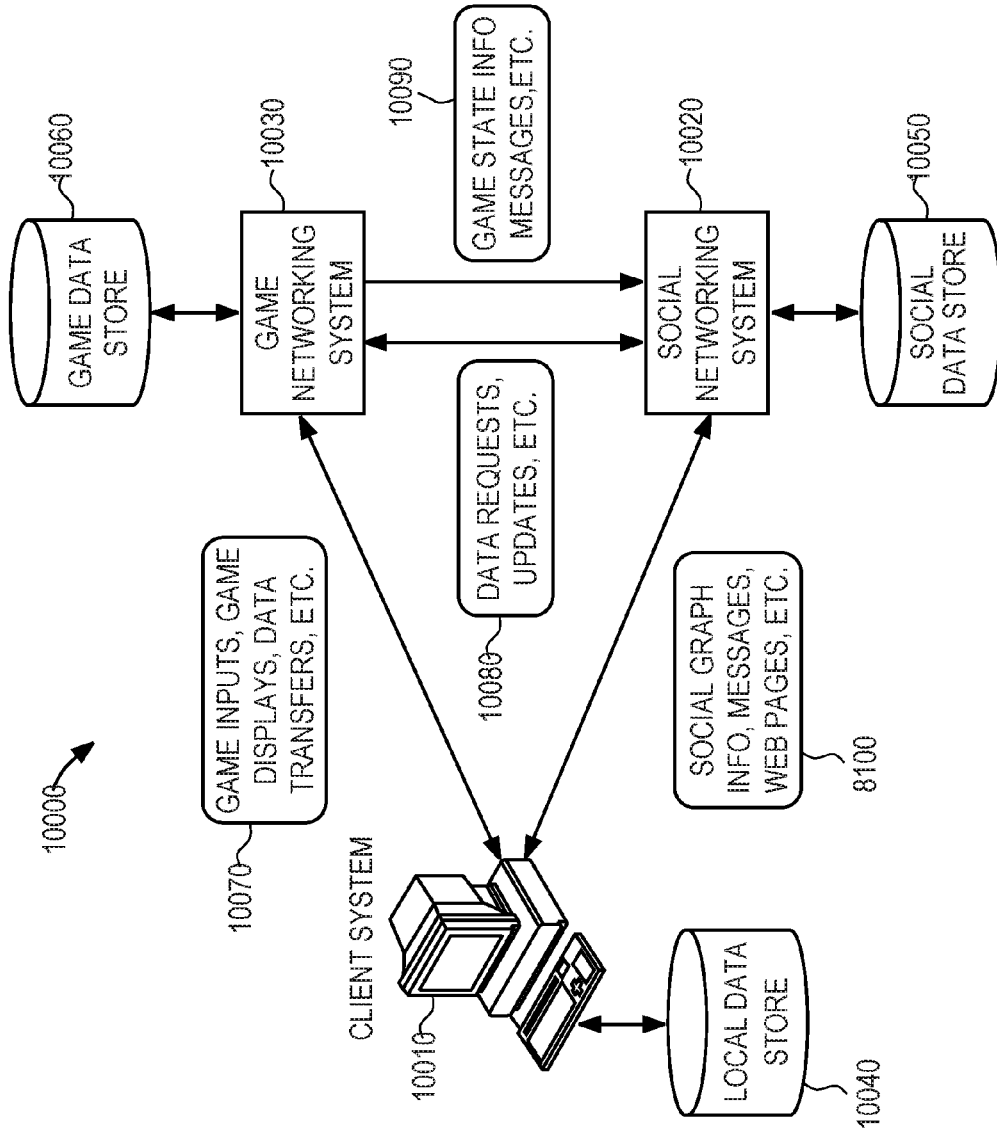 10000
GAME DATA
STORE
10060
GAME
NETWORKING
SYSTEM
10030
GAME INPUTS, GAME
DISPLAYS, DATA
TRANSFERS, ETC.
10070
GAME STATE INFO
MESSAGES,ETC.
10090
DATA REQUESTS,
UPDATES, ETC.
10080
CLIENT SYSTEM
10010
SOCIAL
NETWORKING
SYSTEM
10020
SOCIAL GRAPH
INFO, MESSAGES,
WEB PAGES, ETC.
8100
LOCAL DATA
STORE
10040
SOCIAL
DATA STORE
10050